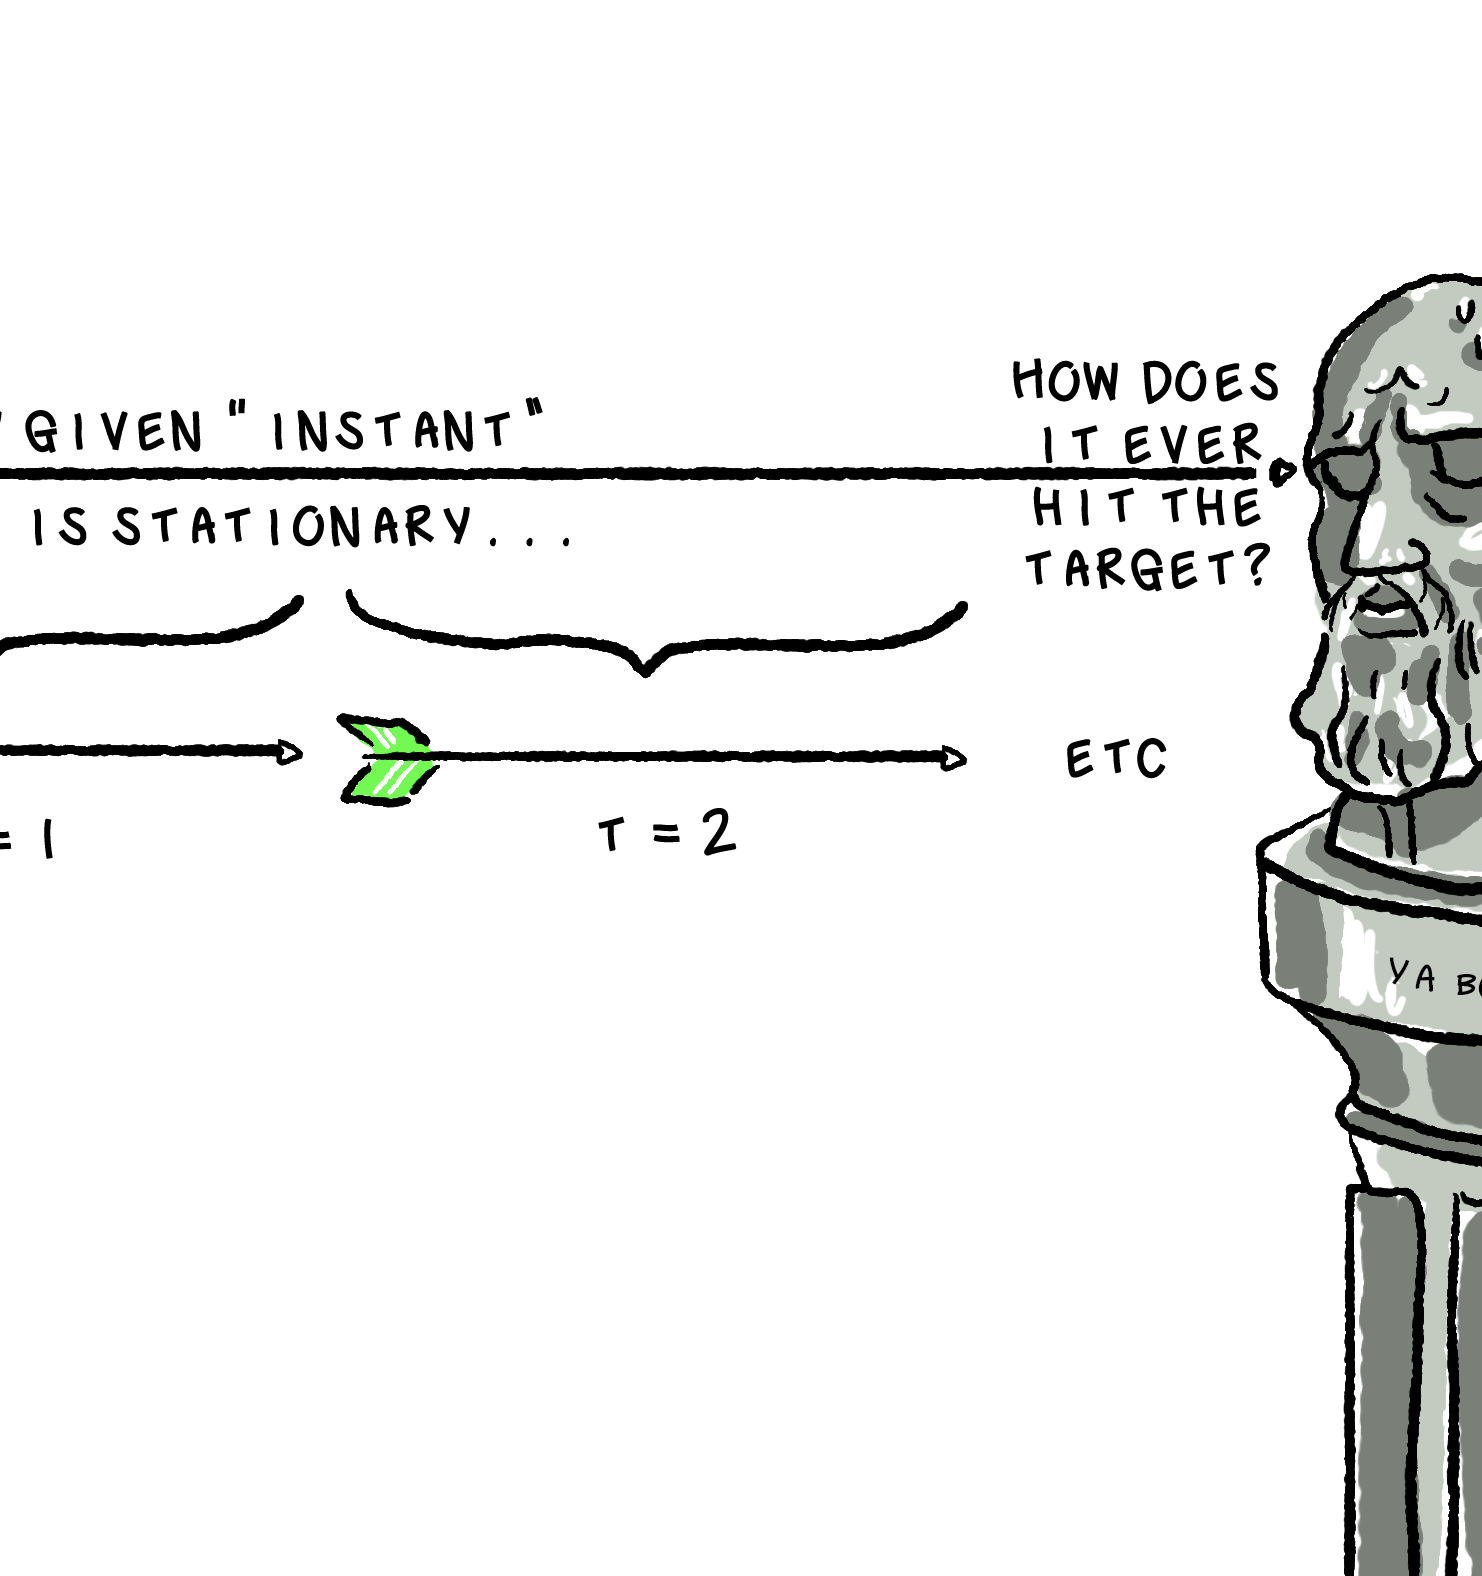 GIVEN "INSTANT"
IS STATIONARY...
HOW DOES
IT EVER
HIT THE
TARGET?
= 1
T = 2
ETC
YA